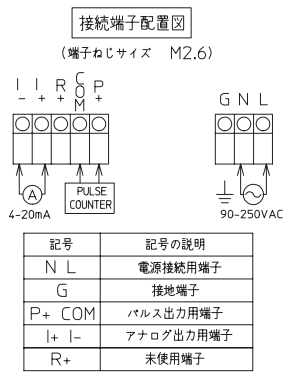 接続端子配置図
(端子ねじサイズ M2.6)
I- I+ R+ COM P+
G N L
A
PULSE COUNTER
4-20mA
90-250VAC
記号 記号の説明
N L 電源接続用端子
G 接地端子
P+ COM パルス出力用端子
I+ I- アナログ出力用端子
R+ 未使用端子